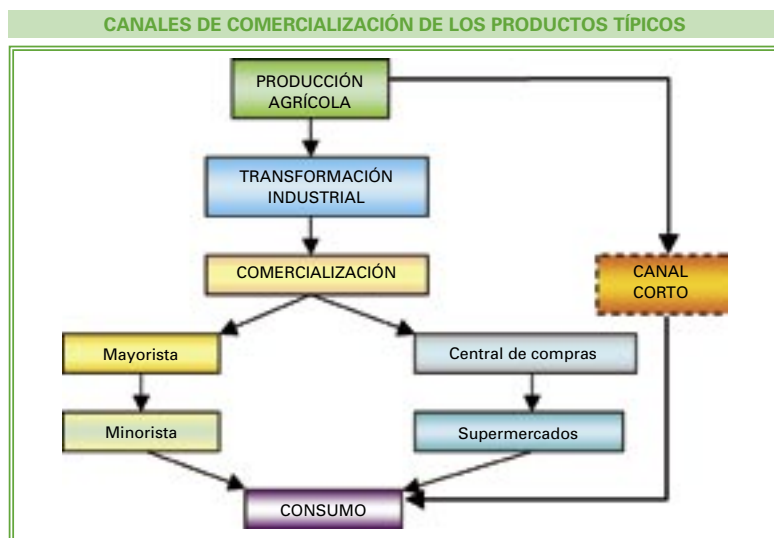 CANALES DE COMERCIALIZACIÓN DE LOS PRODUCTOS TÍPICOS
PRODUCCIÓN
AGRÍCOLA
TRANSFORMACIÓN
INDUSTRIAL
COMERCIALIZACIÓN
CANAL
CORTO
Mayorista
Central de compras
Minorista
Supermercados
CONSUMO